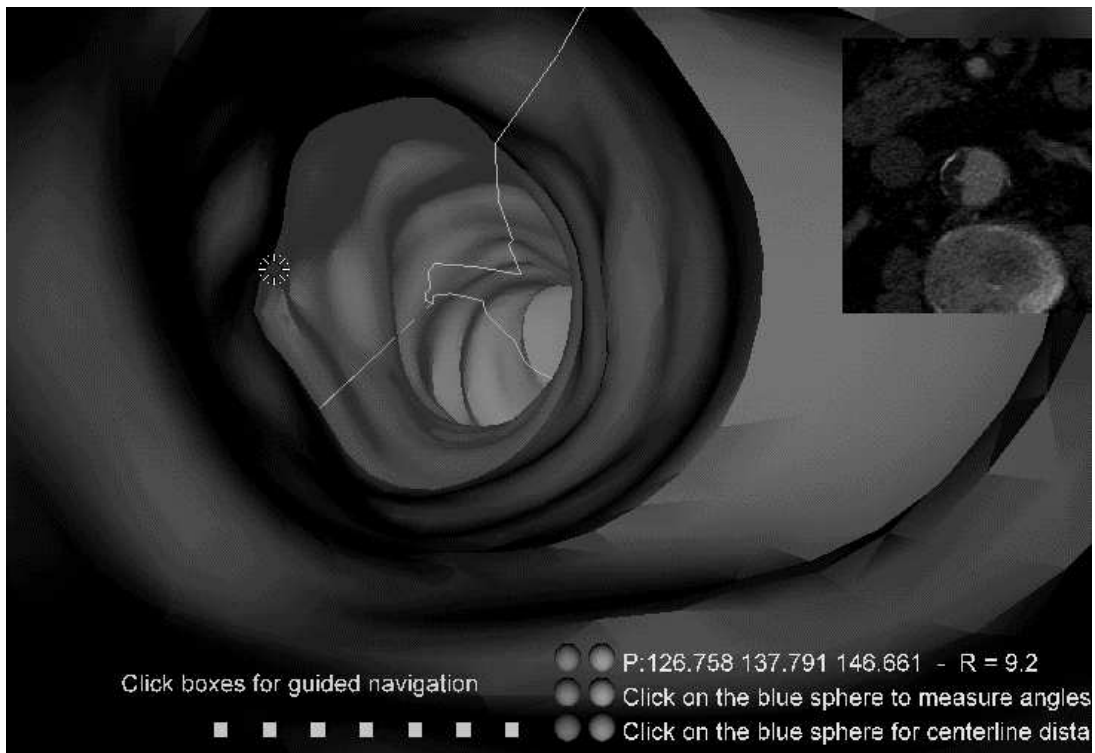 P:126.758 137.791 146.661 - R = 9.2
Click boxes for guided navigation
Click on the blue sphere to measure angles
Click on the blue sphere for centerline dista